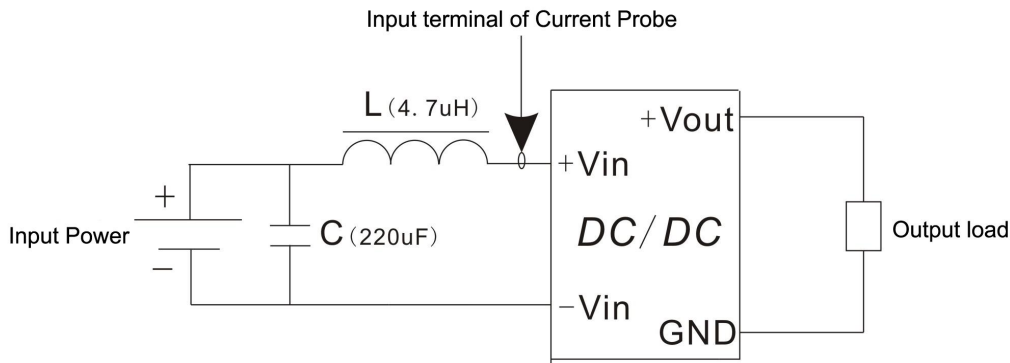 Input terminal of Current Probe
L(4. 7uH)
+Vout
+Vin
+
Input Power
C(220uF)
DC/DC
Output load
−
−Vin
GND